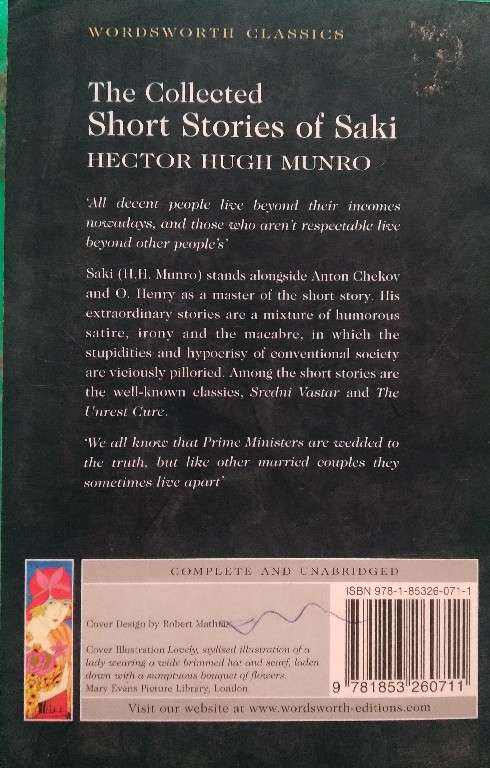 WORDSWORTH CLASSICS
The Collected
Short Stories of Saki
HECTOR HUGH MUNRO
'All decent people live beyond their incomes
nowadays, and those who aren't respectable live
beyond other people's'
Saki (H.H. Munro) stands alongside Anton Chekov
and O. Henry as a master of the short story. His
extraordinary stories are a mixture of humorous
satire, irony and the macabre, in which the
stupidities and hypocrisy of conventional society
are viciously pilloried. Among the short stories are
the well-known classics, Sredni Vastar and The
Unrest Cure.
'We all know that Prime Ministers are wedded to
the truth, but like other married couples they
sometimes live apart'
COMPLETE AND UNABRIDGED
ISBN 978-1-85326-071-1
Cover Design by Robert
Cover Illustration Lovely, stylised illustration of a
lady wearing a wide brimmed hat and scarf, laden
down with a sumptuous bouquet of flowers.
Mary Evans Picture Library, London
9 781853 260711
Visit our website at www.wordsworth-editions.com